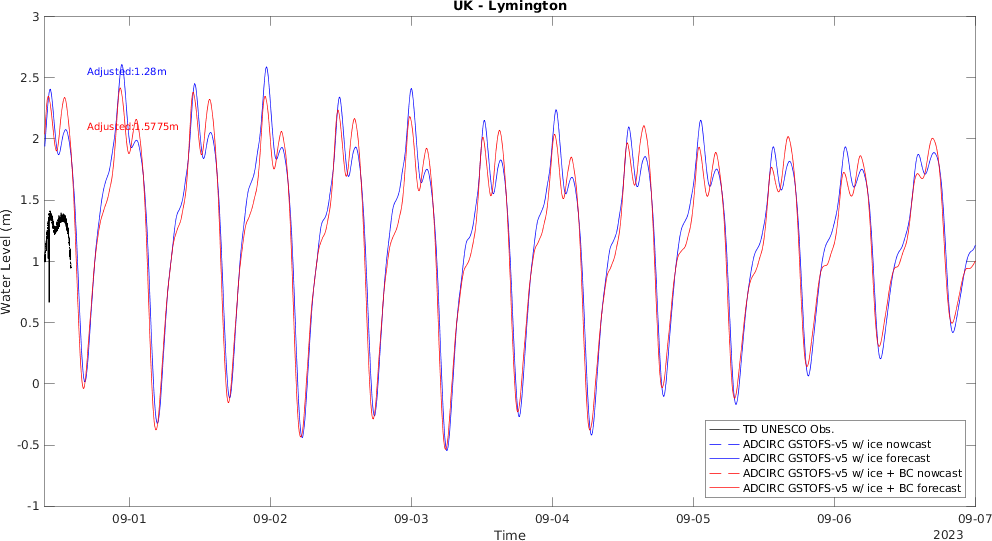 UK - Lymington
3
2.5
2
1.5
1
0.5
0
-0.5
-1
Water Level (m)
Adjusted:1.28m
Adjusted:1.5775m
TD UNESCO Obs.
ADCIRC GSTOFS-v5 w/ ice nowcast
ADCIRC GSTOFS-v5 w/ ice forecast
ADCIRC GSTOFS-v5 w/ ice + BC nowcast
ADCIRC GSTOFS-v5 w/ ice + BC forecast
09-01 09-02 09-03 09-04 09-05 09-06 09-07
Time
2023